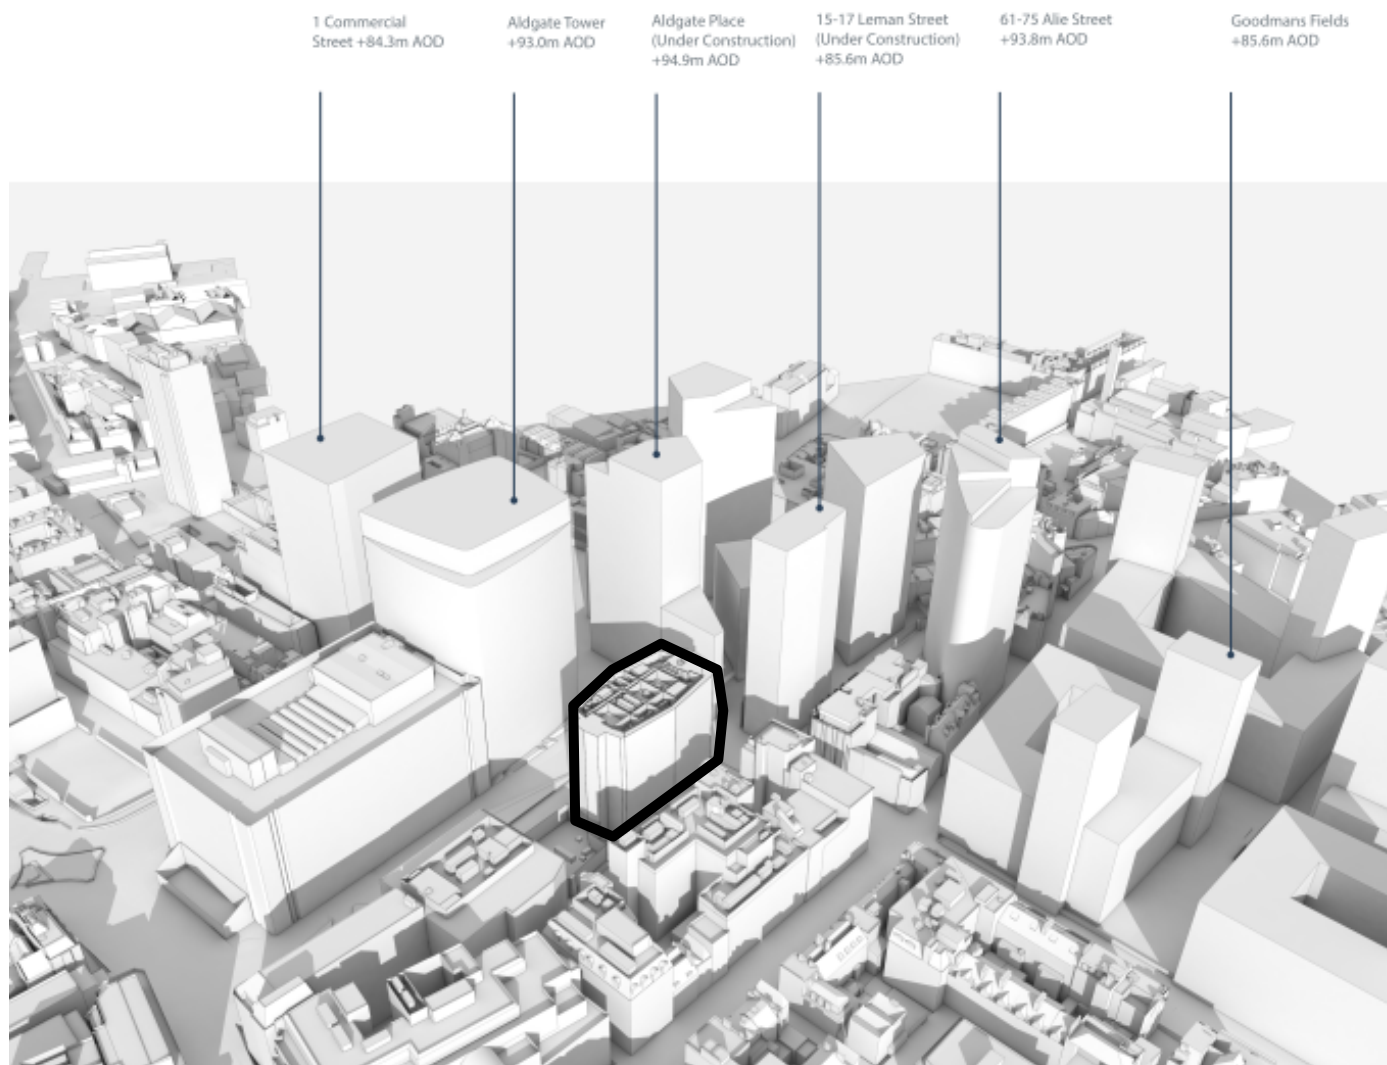 1 Commercial
Street +84.3m AOD
Aldgate Tower
+93.0m AOD
Aldgate Place
(Under Construction)
+94.9m AOD
15-17 Leman Street
(Under Construction)
+85.6m AOD
61-75 Alie Street
+93.8m AOD
Goodmans Fields
+85.6m AOD